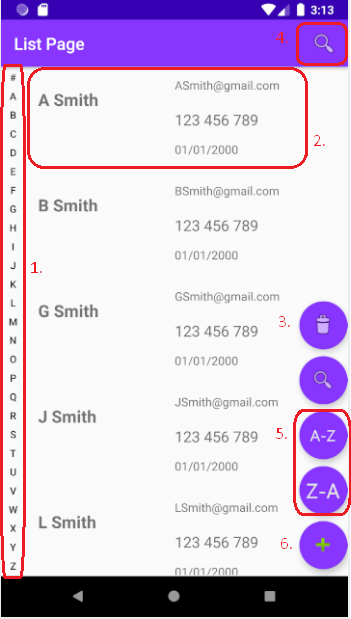 3:13
List Page
4.
#
A
B
C
D
E
F
G
H
I
J
K
L
M
N
O
P
Q
R
S
T
U
V
W
X
Y
Z
1.
A Smith
ASmith@gmail.com
123 456 789
01/01/2000
2.
B Smith
BSmith@gmail.com
123 456 789
01/01/2000
G Smith
GSmith@gmail.com
123 456 789
01/01/2000
3.
J Smith
JSmith@gmail.com
123 456 789
01/01/2000
5.
A-Z
Z-A
L Smith
LSmith@gmail.com
123 456 789
01/01/2000
6.
+